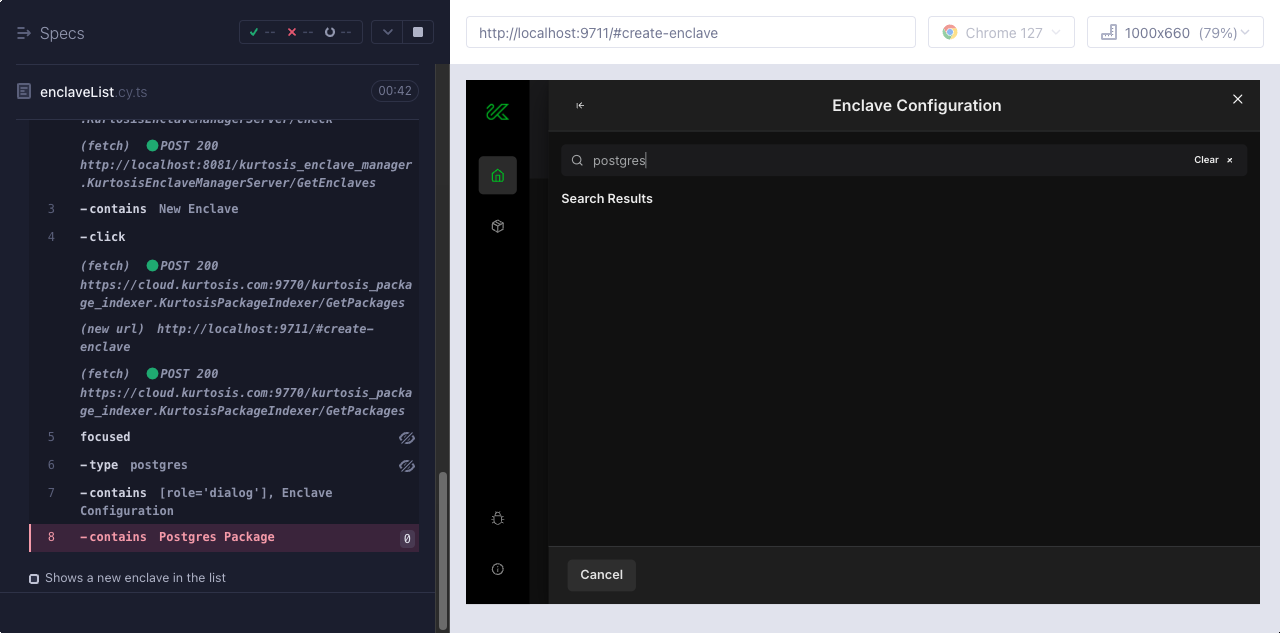 Specs
--
--
--
http://localhost:9711/#create-enclave
Chrome 127
1000x660 (79%)
enclaveList.cy.ts
00:42
.KurtosisEnclaveManagerServer/Check
(fetch) POST 200
http://localhost:8081/kurtosis_enclave_manager
.KurtosisEnclaveManagerServer/GetEnclaves
3 -contains New Enclave
4 -click
(fetch) POST 200
https://cloud.kurtosis.com:9770/kurtosis_packa
ge_indexer.KurtosisPackageIndexer/GetPackages
(new url) http://localhost:9711/#create-
enclave
(fetch) POST 200
https://cloud.kurtosis.com:9770/kurtosis_packa
ge_indexer.KurtosisPackageIndexer/GetPackages
5 focused
6 -type postgres
7 -contains [role='dialog'], Enclave
Configuration
8 -contains Postgres Package 0
Shows a new enclave in the list
Enclave Configuration
postgres
Clear
Search Results
Cancel